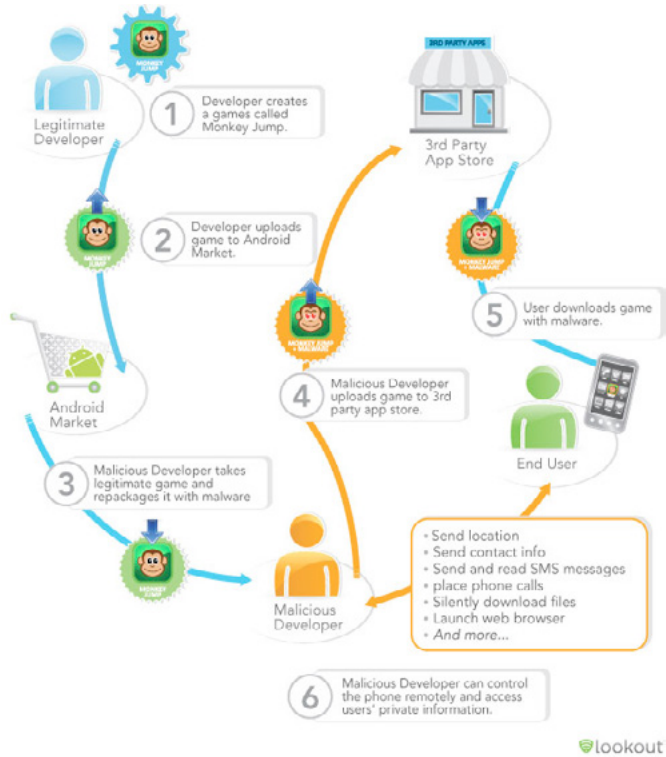 MONKEY
JUMP
Legitimate
Developer
1
Developer creates
a games called
Monkey Jump.
MONKEY
JUMP
2
Developer uploads
game to Android
Market.
Android
Market
3
Malicious Developer takes
legitimate game and
repackages it with malware
MONKEY
JUMP
Malicious
Developer
4
Malicious Developer
uploads game to 3rd
party app store.
MONKEY JUMP
+ MALWARE
3RD PARTY APPS
3rd Party
App Store
MONKEY JUMP
+ MALWARE
5
User downloads game
with malware.
End User
• Send location
• Send contact info
• Send and read SMS messages
• place phone calls
• Silently download files
• Launch web browser
• And more...
6
Malicious Developer can control
the phone remotely and access
users' private information.
lookout